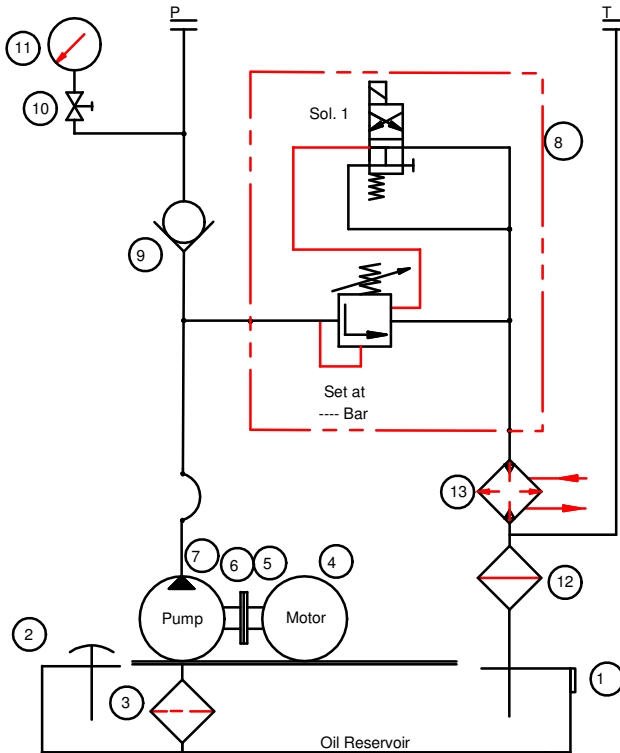 P
T
11
10
Sol. 1
8
9
Set at
---- Bar
13
7
6
5
4
12
Pump
Motor
2
3
1
Oil Reservoir